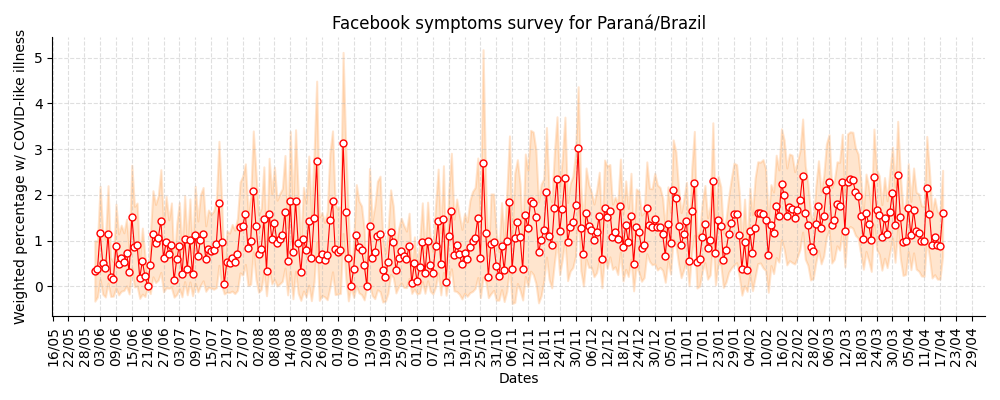 Facebook symptoms survey for Paraná/Brazil
Weighted percentage w/ COVID-like illness
5
4
3
2
1
0
16/05 22/05 28/05 03/06 09/06 15/06 21/06 27/06 03/07 09/07 15/07 21/07 27/07 02/08 08/08 14/08 20/08 26/08 01/09 07/09 13/09 19/09 25/09 01/10 07/10 13/10 19/10 25/10 31/10 06/11 12/11 18/11 24/11 30/11 06/12 12/12 18/12 24/12 30/12 05/01 11/01 17/01 23/01 29/01 04/02 10/02 16/02 22/02 28/02 06/03 12/03 18/03 24/03 30/03 05/04 11/04 17/04 23/04 29/04
Dates